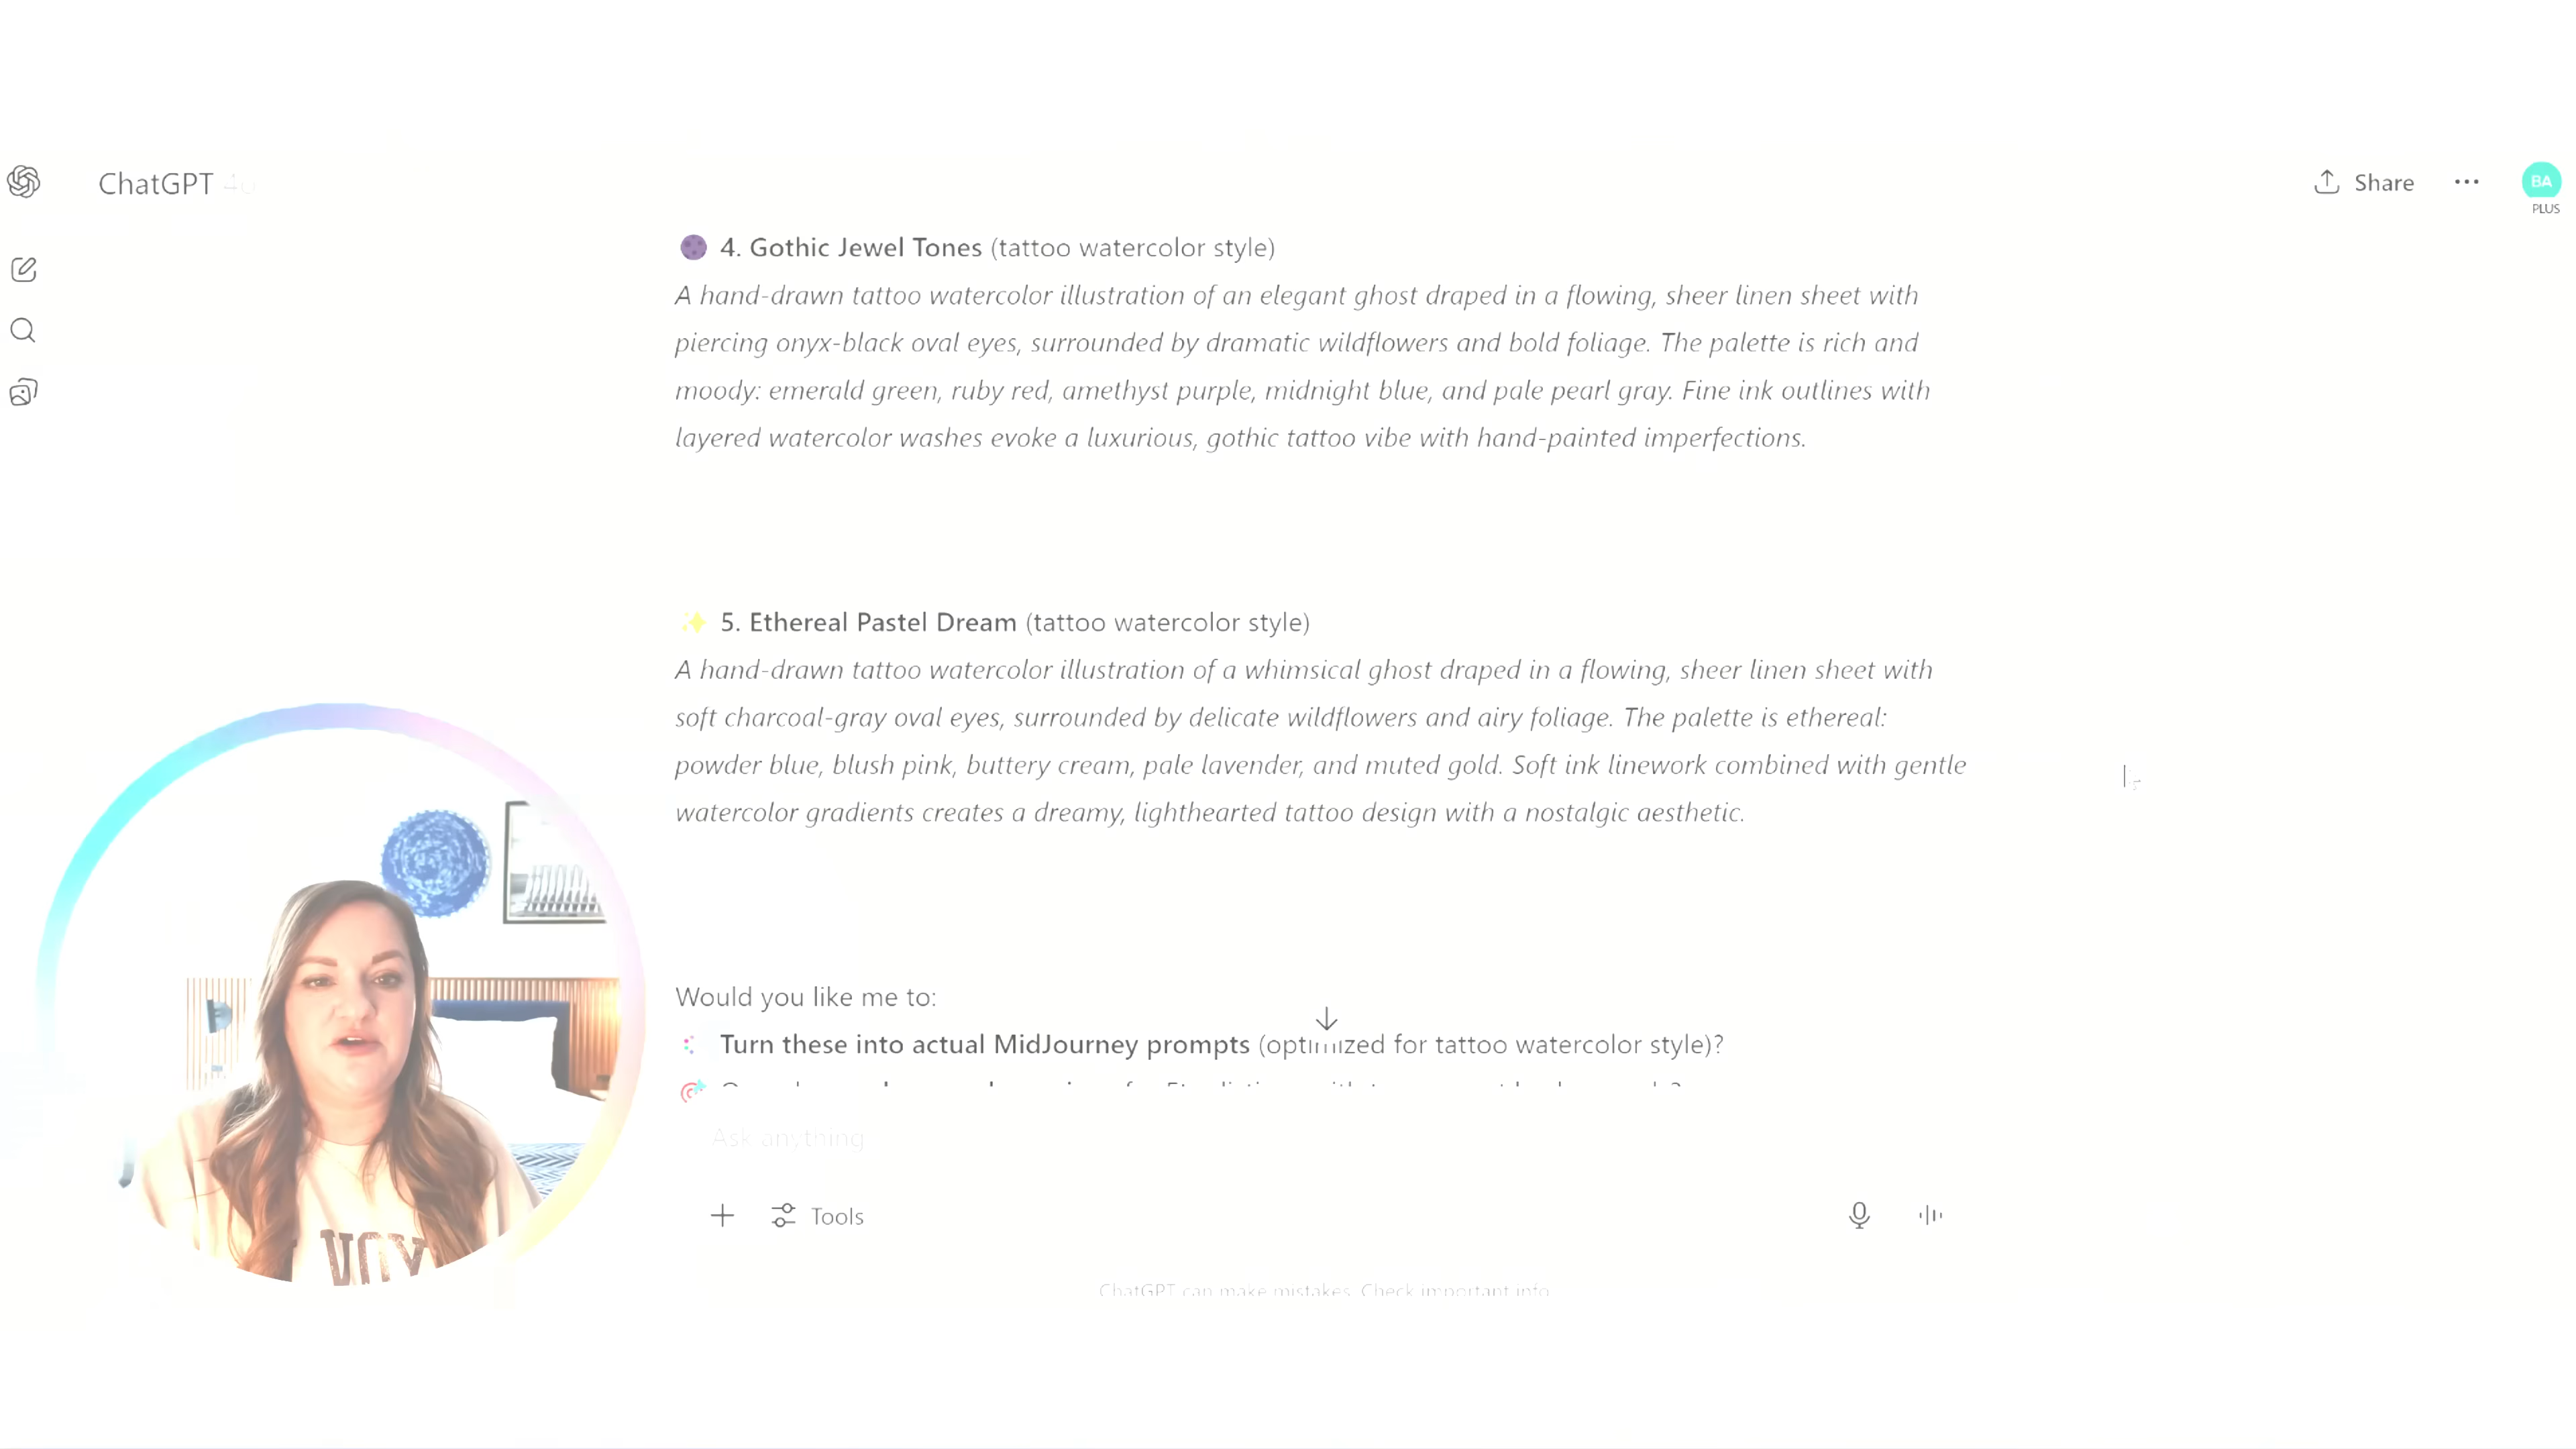 ChatGPT 4o
Share
BA
PLUS
4. Gothic Jewel Tones (tattoo watercolor style)
A hand-drawn tattoo watercolor illustration of an elegant ghost draped in a flowing, sheer linen sheet with
piercing onyx-black oval eyes, surrounded by dramatic wildflowers and bold foliage. The palette is rich and
moody: emerald green, ruby red, amethyst purple, midnight blue, and pale pearl gray. Fine ink outlines with
layered watercolor washes evoke a luxurious, gothic tattoo vibe with hand-painted imperfections.
5. Ethereal Pastel Dream (tattoo watercolor style)
A hand-drawn tattoo watercolor illustration of a whimsical ghost draped in a flowing, sheer linen sheet with
soft charcoal-gray oval eyes, surrounded by delicate wildflowers and airy foliage. The palette is ethereal:
powder blue, blush pink, buttery cream, pale lavender, and muted gold. Soft ink linework combined with gentle
watercolor gradients creates a dreamy, lighthearted tattoo design with a nostalgic aesthetic.
Would you like me to:
Turn these into actual MidJourney prompts (optimized for tattoo watercolor style)?
Ask anything
Tools
ChatGPT can make mistakes. Check important info